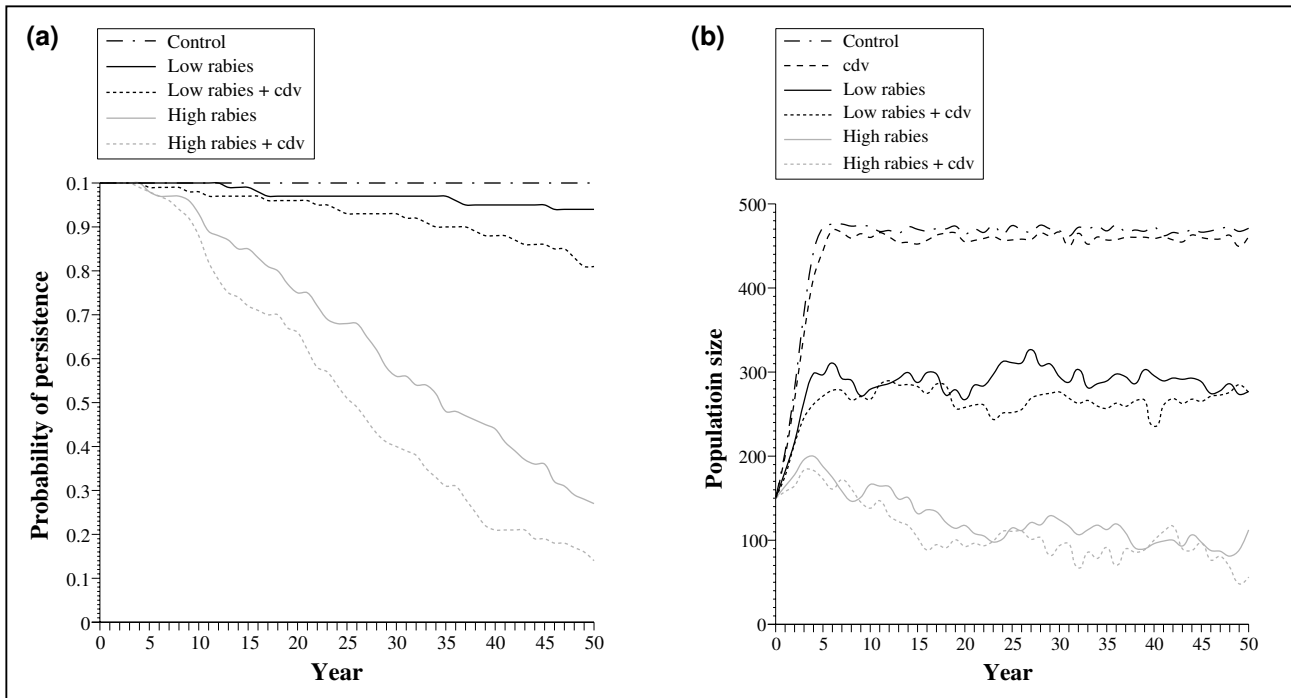 (a)
Control
Low rabies
Low rabies + cdv
High rabies
High rabies + cdv
0.1
0.9
0.8
0.7
0.6
0.5
0.4
0.3
0.2
0.1
0
Probability of persistence
0 5 10 15 20 25 30 35 40 45 50
Year
(b)
Control
cdv
Low rabies
Low rabies + cdv
High rabies
High rabies + cdv
500
400
300
200
100
0
Populatioin size
0 5 10 15 20 25 30 35 40 45 50
Year